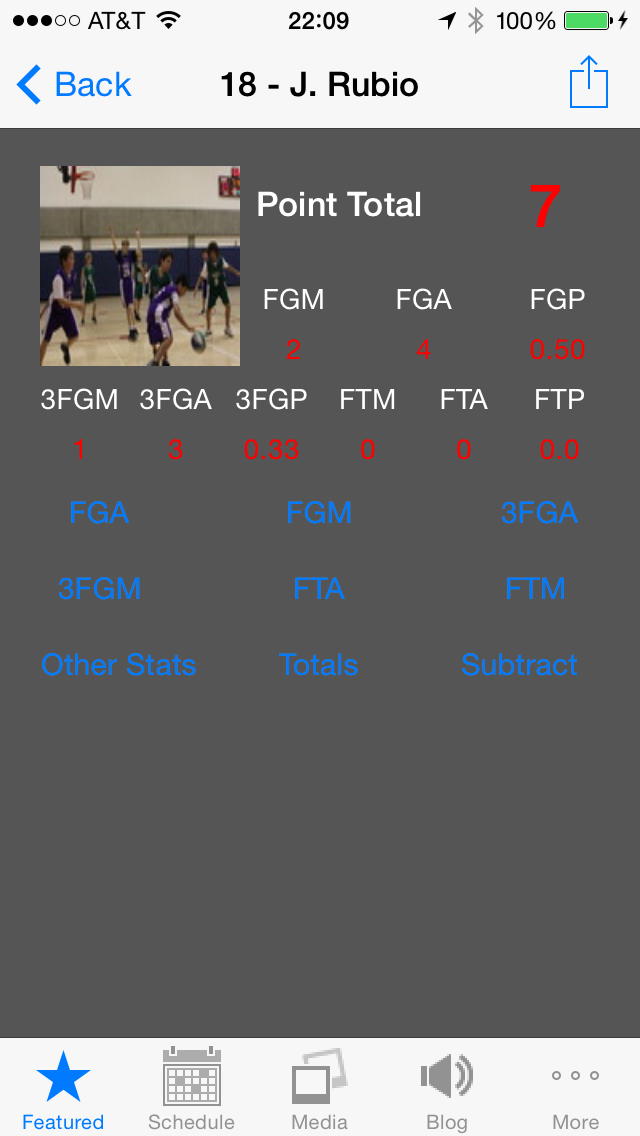 AT&T 22:09 100%
Back 18 - J. Rubio
Point Total 7
FGM FGA FGP
2 4 0.50
3FGM 3FGA 3FGP FTM FTA FTP
1 3 0.33 0 0 0.0
FGA FGM 3FGA
3FGM FTA FTM
Other Stats Totals Subtract
Featured Schedule Media Blog More